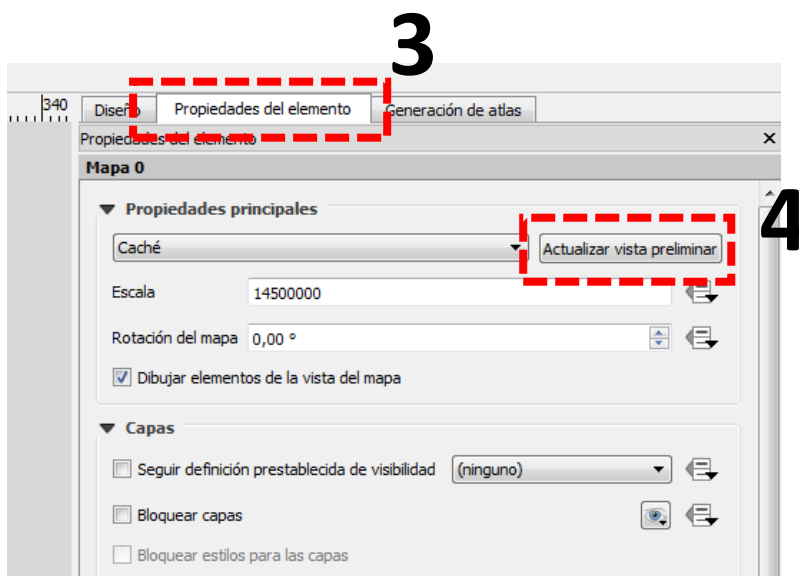 3
340
Diseño Propiedades del elemento Generación de atlas
Propiedades del elemento
Mapa 0
Propiedades principales
4
Caché Actualizar vista preliminar
Escala 14500000
Rotación del mapa 0,00 º
Dibujar elementos de la vista del mapa
Capas
Seguir definición prestablecida de visibilidad (ninguno)
Bloquear capas
Bloquear estilos para las capas